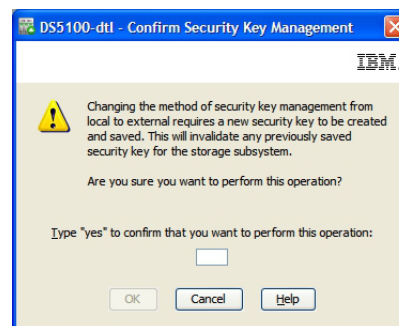 DS5100-dtl - Confirm Security Key Management
IBM.
Changing the method of security key management from
local to external requires a new security key to be created
and saved. This will invalidate any previously saved
security key for the storage subsystem.
Are you sure you want to perform this operation?
Type "yes" to confirm that you want to perform this operation:
OK Cancel Help